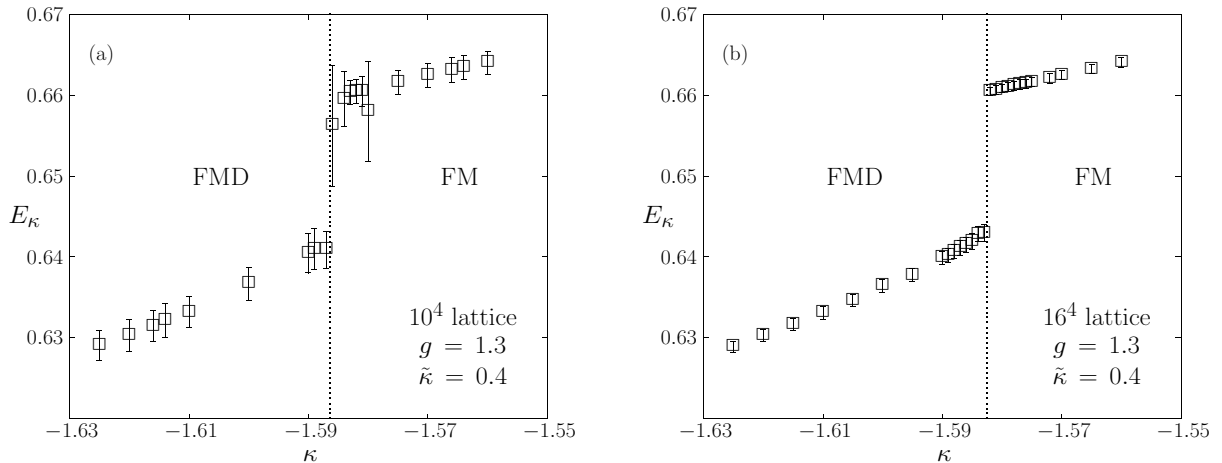 0.67
(a)
0.66
FMD
FM
0.65
Eκ
0.64
10⁴ lattice
g = 1.3
κ̃ = 0.4
0.63
−1.63
−1.61
−1.59
−1.57
−1.55
κ
0.67
(b)
0.66
FMD
FM
0.65
Eκ
0.64
16⁴ lattice
g = 1.3
κ̃ = 0.4
0.63
−1.63
−1.61
−1.59
−1.57
−1.55
κ